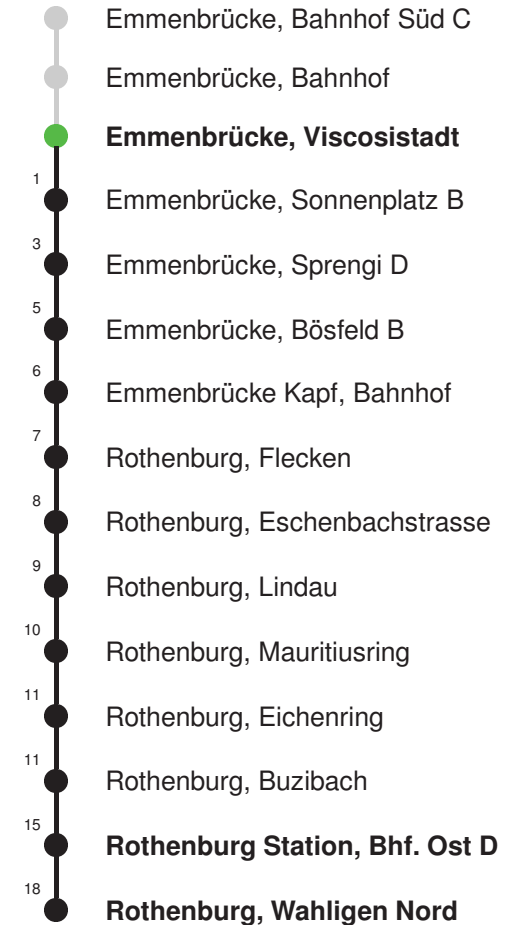 Emmenbrücke, Bahnhof Süd C
Emmenbrücke, Bahnhof
Emmenbrücke, Viscosistadt
1 Emmenbrücke, Sonnenplatz B
3 Emmenbrücke, Sprengi D
5 Emmenbrücke, Bösfeld B
6 Emmenbrücke Kapf, Bahnhof
7 Rothenburg, Flecken
8 Rothenburg, Eschenbachstrasse
9 Rothenburg, Lindau
10 Rothenburg, Mauritiusring
11 Rothenburg, Eichenring
11 Rothenburg, Buzibach
15 Rothenburg Station, Bhf. Ost D
18 Rothenburg, Wahligen Nord